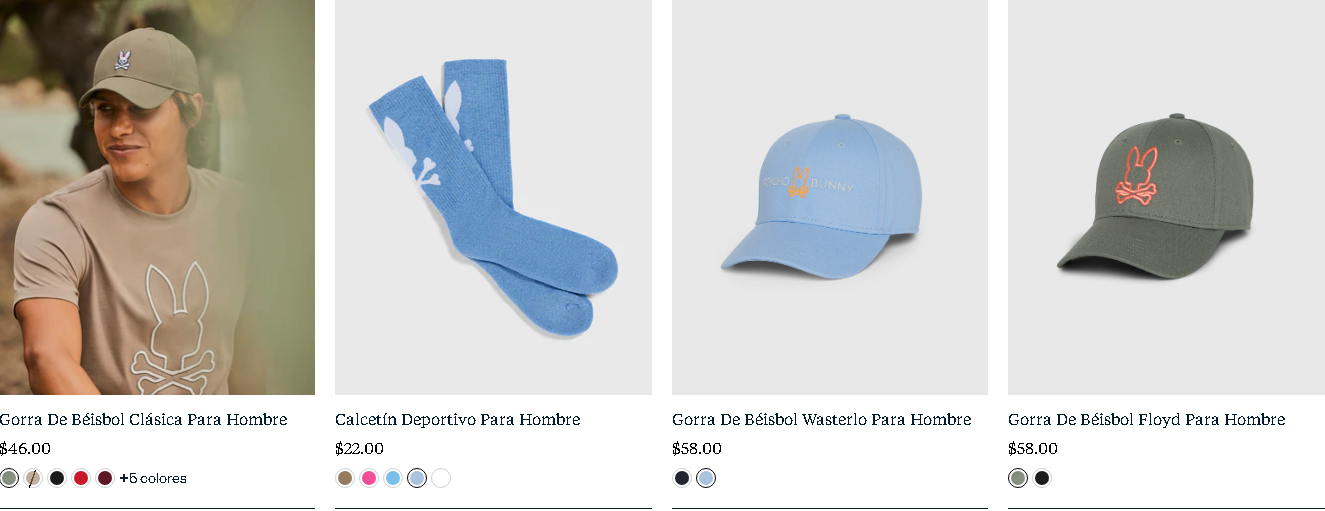 BUNNY
Gorra De Béisbol Clásica Para Hombre
$46.00
+5 colores
Calcetín Deportivo Para Hombre
$22.00
Gorra De Béisbol Wasterlo Para Hombre
$58.00
Gorra De Béisbol Floyd Para Hombre
$58.00